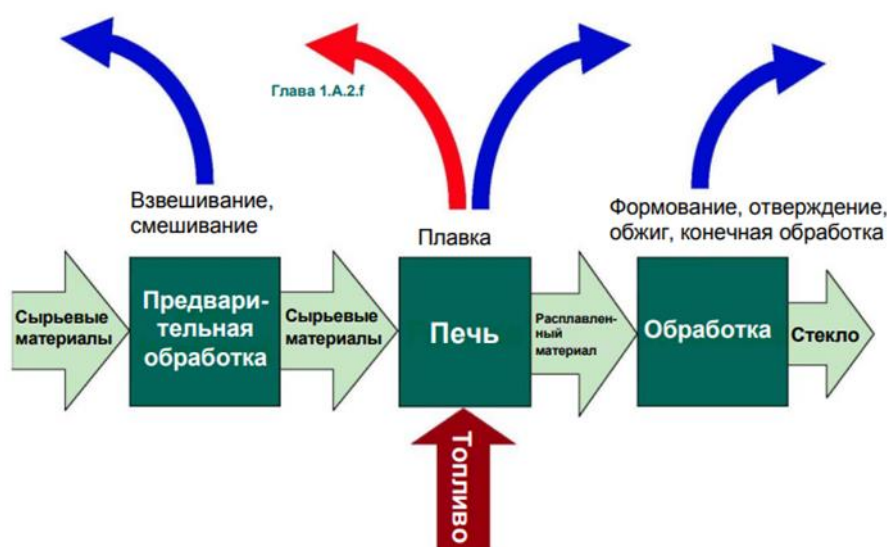 Глава 1.A.2.f
Взвешивание,
смешивание
Плавка
Формование, отверждение,
обжиг, конечная обработка
Сырьевые
материалы
Предвари-
тельная
обработка
Сырьевые
материалы
Печь
Расплавлен-
ный
материал
Обработка
Стекло
Топливо